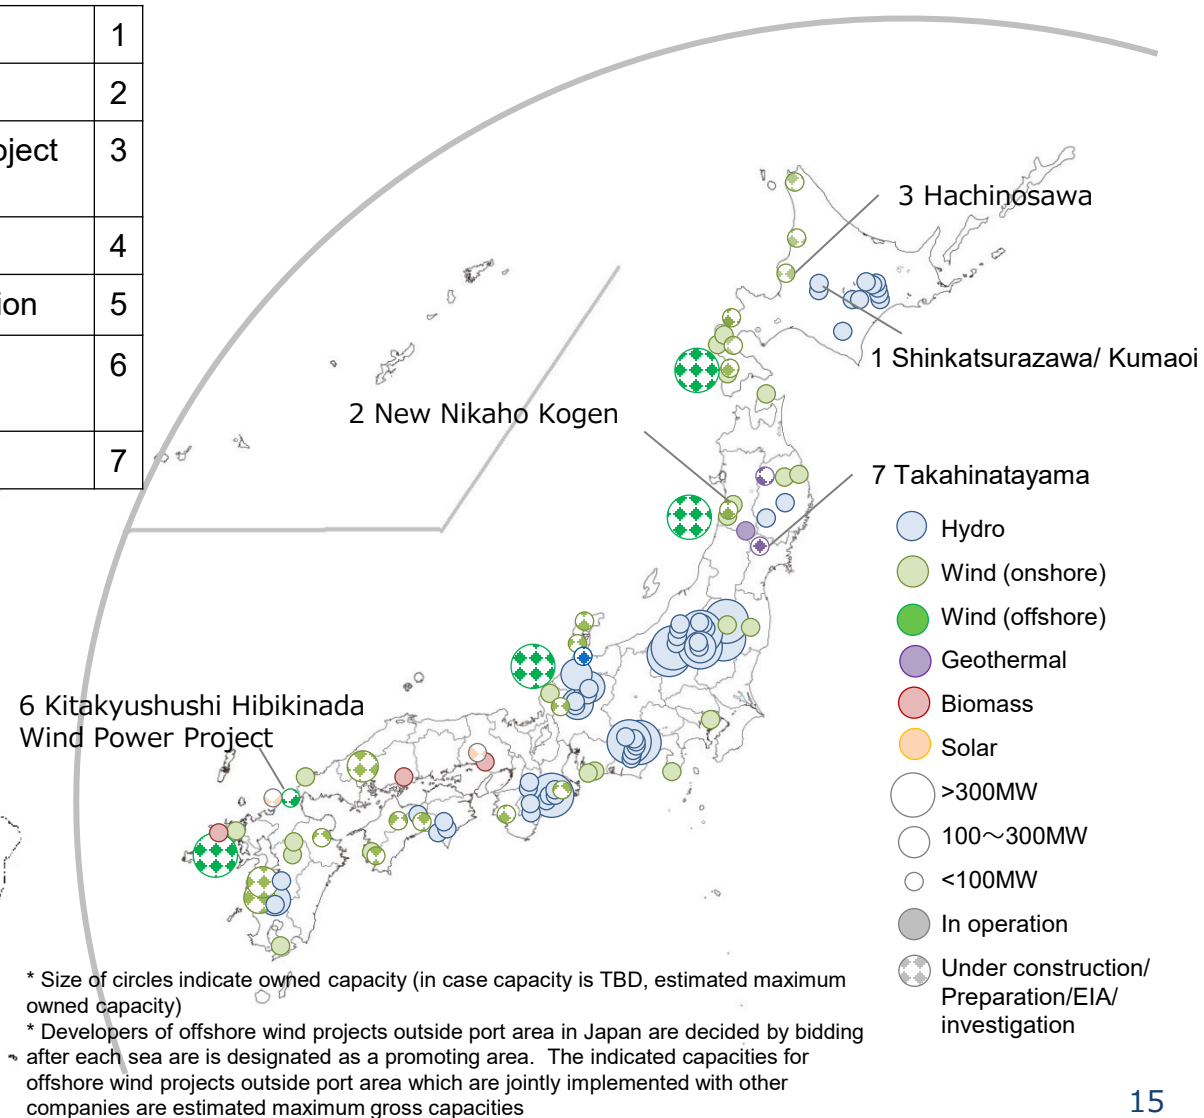 1
2
oject 3
4
ion 5
6
7
3 Hachinosawa
1 Shinkatsurazawa/ Kumaoi
2 New Nikaho Kogen
7 Takahinatayama
6 Kitakyushushi Hibikinada
Wind Power Project
Hydro
Wind (onshore)
Wind (offshore)
Geothermal
Biomass
Solar
>300MW
100～300MW
<100MW
In operation
Under construction/
Preparation/EIA/
investigation
* Size of circles indicate owned capacity (in case capacity is TBD, estimated maximum
owned capacity)
* Developers of offshore wind projects outside port area in Japan are decided by bidding
after each sea are is designated as a promoting area.  The indicated capacities for
offshore wind projects outside port area which are jointly implemented with other
companies are estimated maximum gross capacities
15